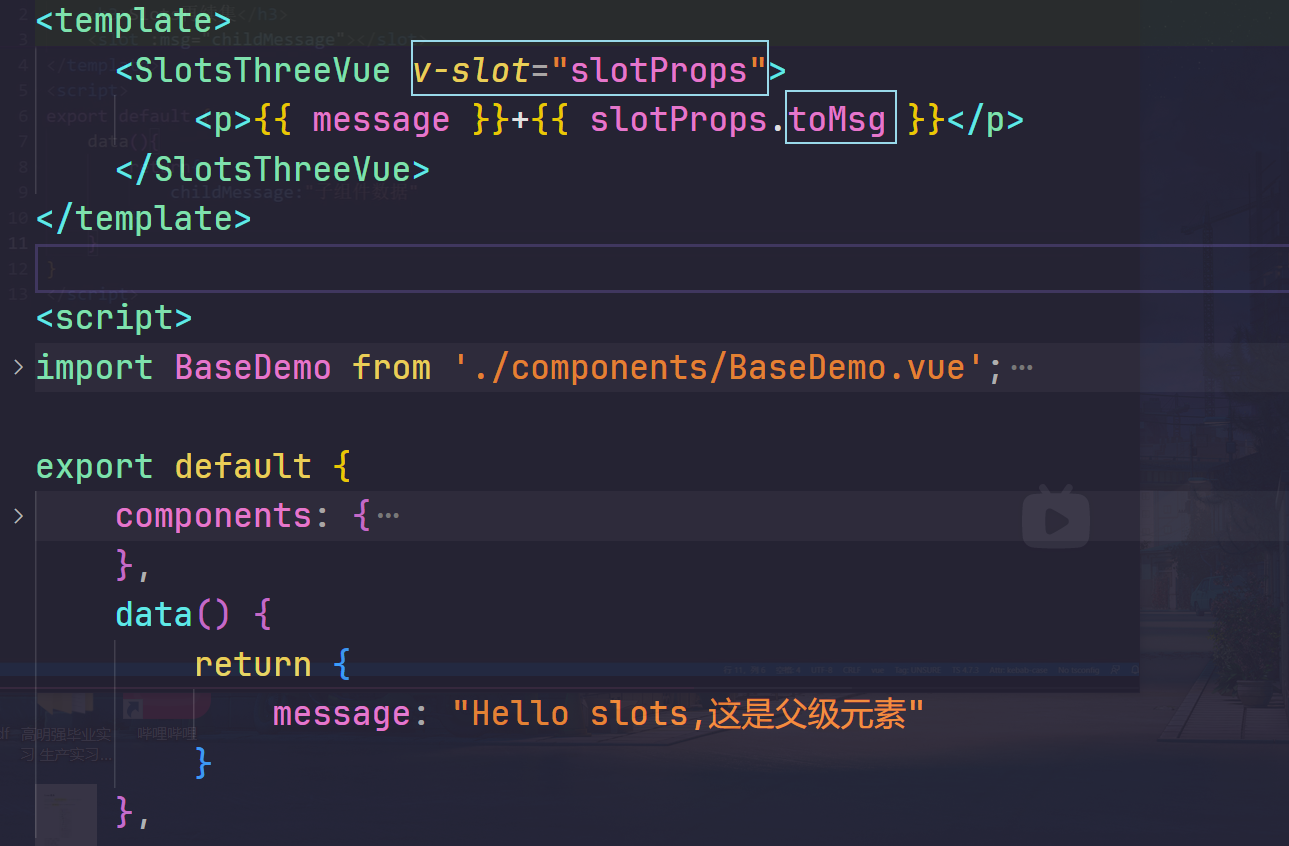 <template>
<SlotsThreeVue v-slot="slotProps">
<p>{{ message }}+{{ slotProps.toMsg }}</p>
</SlotsThreeVue>
</template>
<script>
import BaseDemo from './components/BaseDemo.vue';…
export default {
components: {…
},
data() {
return {
message: "Hello slots,这是父级元素"
}
},